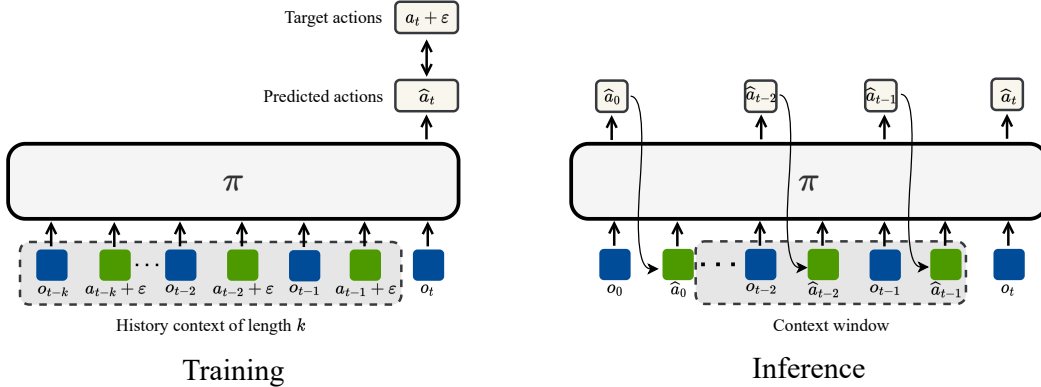 Target actions
a_t + ε
Predicted actions
â_t
π
o_{t−k}
a_{t−k} + ε
...
o_{t−2}
a_{t−2} + ε
o_{t−1}
a_{t−1} + ε
o_t
History context of length k
Training
â_0
â_{t−2}
â_{t−1}
â_t
π
o_0
â_0
...
o_{t−2}
â_{t−2}
o_{t−1}
â_{t−1}
o_t
Context window
Inference